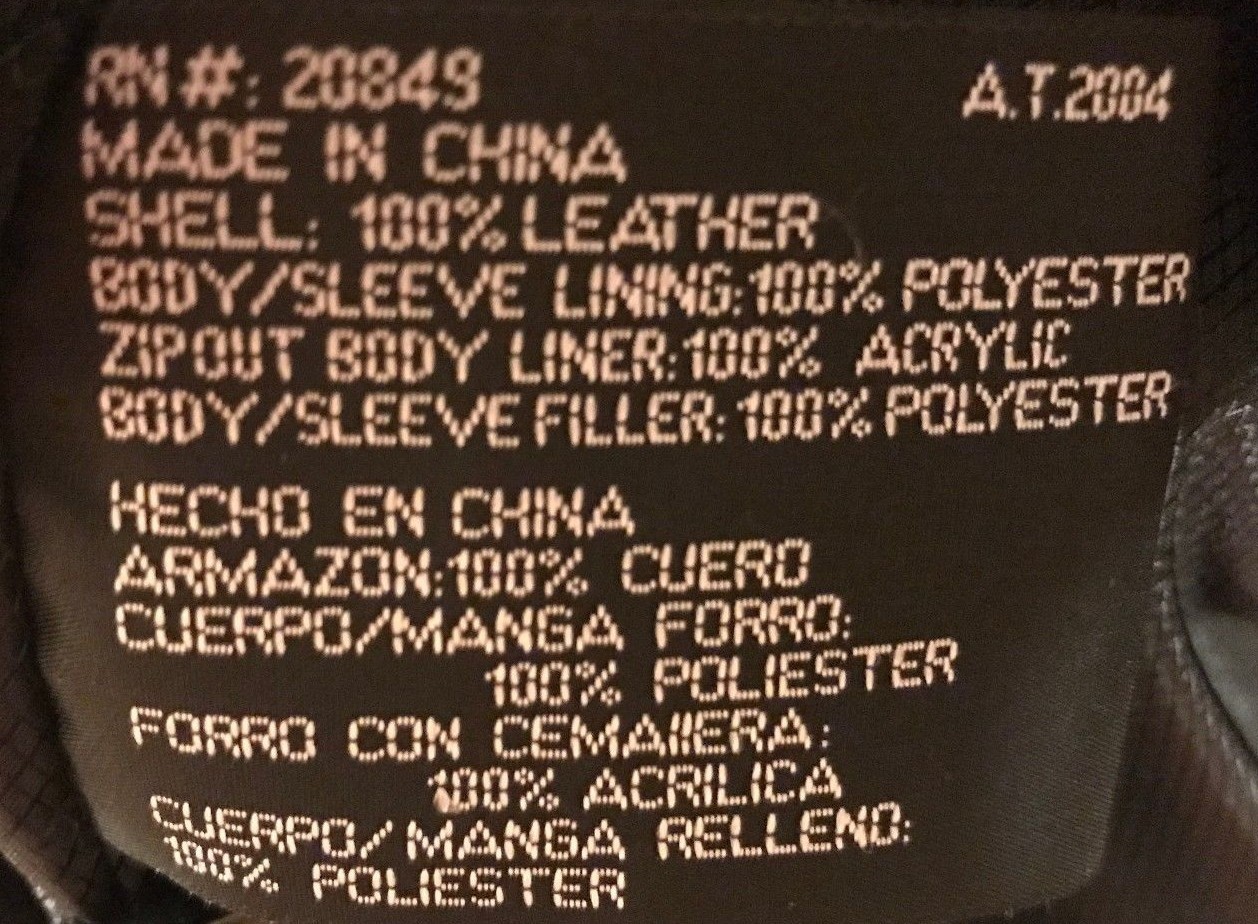 RN #: 20849 A.T.2004
MADE IN CHINA
SHELL: 100% LEATHER
BODY/SLEEVE LINING:100% POLYESTER
ZIPOUT BODY LINER:100% ACRYLIC
BODY/SLEEVE FILLER: 100% POLYESTER
HECHO EN CHINA
ARMAZON:100% CUERO
CUERPO/MANGA FORRO:
100% POLIESTER
FORRO CON CEMAllERA:
100% ACRILICA
CUERPO/MANGA RELLENO:
100% POLIESTER